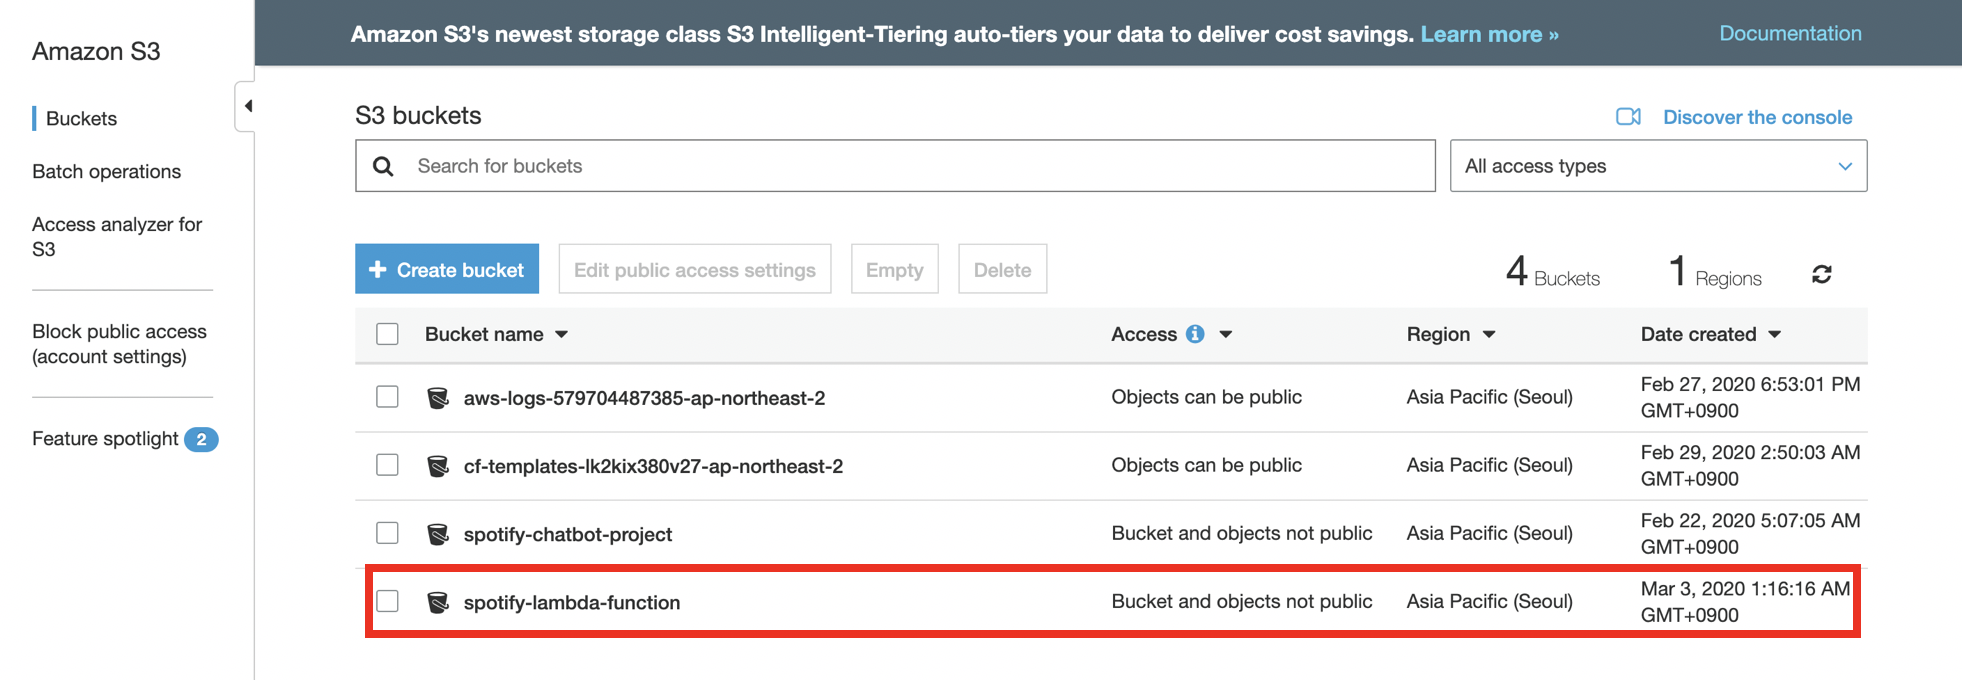 Amazon S3
Buckets
Batch operations
Access analyzer for
S3
Block public access
(account settings)
Feature spotlight 2
Amazon S3's newest storage class S3 Intelligent-Tiering auto-tiers your data to deliver cost savings. Learn more » Documentation
S3 buckets Discover the console
Search for buckets All access types
Create bucket Edit public access settings Empty Delete 4 Buckets 1 Regions
Bucket name Access Region Date created
aws-logs-579704487385-ap-northeast-2 Objects can be public Asia Pacific (Seoul) Feb 27, 2020 6:53:01 PM
GMT+0900
cf-templates-lk2kix380v27-ap-northeast-2 Objects can be public Asia Pacific (Seoul) Feb 29, 2020 2:50:03 AM
GMT+0900
spotify-chatbot-project Bucket and objects not public Asia Pacific (Seoul) Feb 22, 2020 5:07:05 AM
GMT+0900
spotify-lambda-function Bucket and objects not public Asia Pacific (Seoul) Mar 3, 2020 1:16:16 AM
GMT+0900